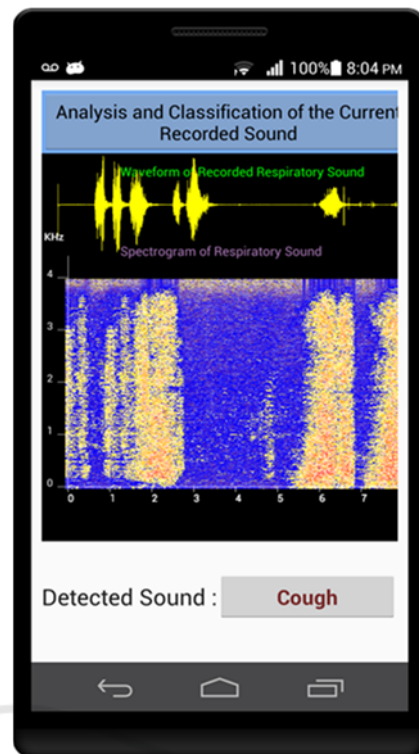 100% 8:04 PM
Analysis and Classification of the Current
Recorded Sound
Waveform of Recorded Respiratory Sound
KHz
Spectrogram of Respiratory Sound
4
3
2
1
0
0 1 2 3 4 5 6 7
Detected Sound : Cough